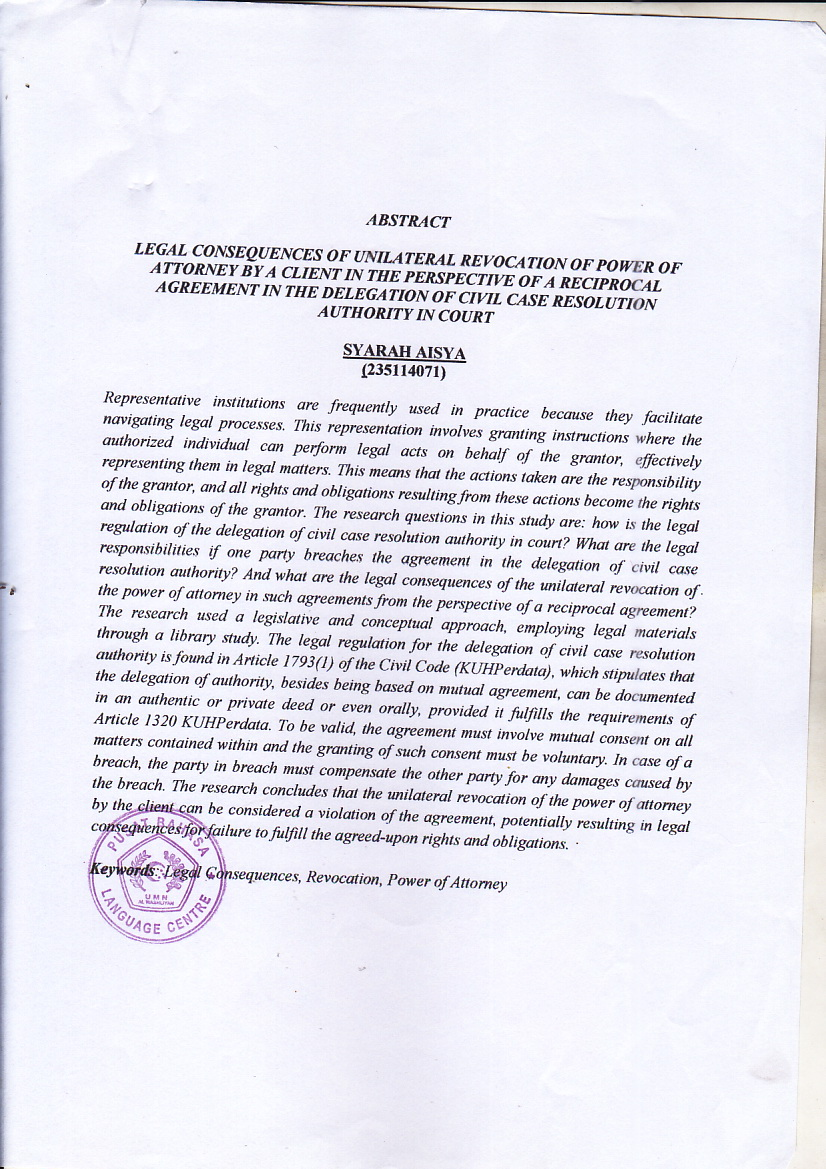 ABSTRACT
LEGAL CONSEQUENCES OF UNILATERAL REVOCATION OF POWER OF
ATTORNEY BY A CLIENT IN THE PERSPECTIVE OF A RECIPROCAL
AGREEMENT IN THE DELEGATION OF CIVIL CASE RESOLUTION
AUTHORITY IN COURT
SYARAH AISYA
(235114071)
Representative institutions are frequently used in practice because they facilitate
navigating legal processes. This representation involves granting instructions where the
authorized individual can perform legal acts on behalf of the grantor, effectively
representing them in legal matters. This means that the actions taken are the responsibility
of the grantor, and all rights and obligations resulting from these actions become the rights
and obligations of the grantor. The research questions in this study are: how is the legal
regulation of the delegation of civil case resolution authority in court? What are the legal
responsibilities if one party breaches the agreement in the delegation of civil case
resolution authority? And what are the legal consequences of the unilateral revocation of
the power of attorney in such agreements from the perspective of a reciprocal agreement?
The research used a legislative and conceptual approach, employing legal materials
through a library study. The legal regulation for the delegation of civil case resolution
authority is found in Article 1793(1) of the Civil Code (KUHPerdata), which stipulates that
the delegation of authority, besides being based on mutual agreement, can be documented
in an authentic or private deed or even orally, provided it fulfills the requirements of
Article 1320 KUHPerdata. To be valid, the agreement must involve mutual consent on all
matters contained within and the granting of such consent must be voluntary. In case of a
breach, the party in breach must compensate the other party for any damages caused by
the breach. The research concludes that the unilateral revocation of the power of attorney
by the client can be considered a violation of the agreement, potentially resulting in legal
consequences for failure to fulfill the agreed-upon rights and obligations.
Keywords: Legal Consequences, Revocation, Power of Attorney
PUSAT BAHASA
UMN
AL WASHLIYAH
LANGUAGE CENTRE